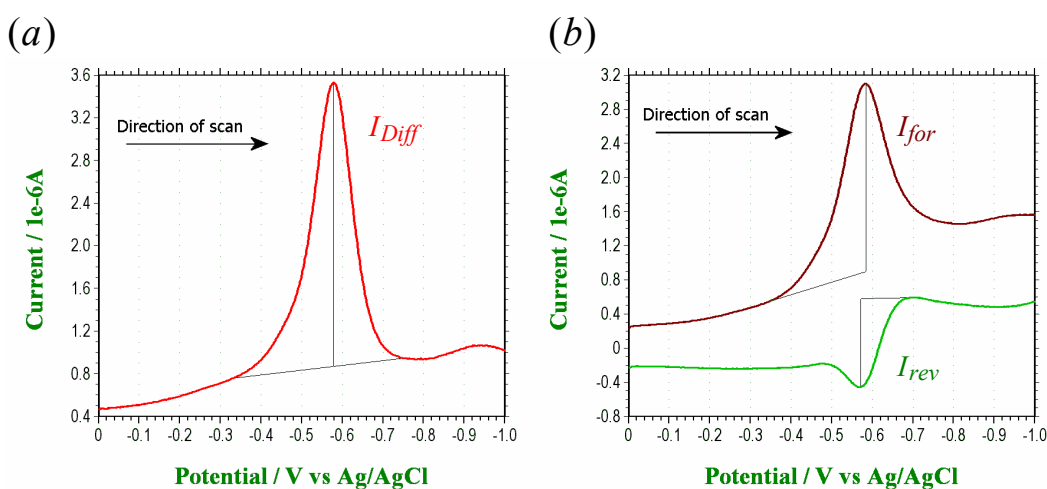 (a)
3.6
3.2
2.8
2.4
2.0
1.6
1.2
0.8
0.4
Current / 1e-6A
Direction of scan
I_Diff
0 -0.1 -0.2 -0.3 -0.4 -0.5 -0.6 -0.7 -0.8 -0.9 -1.0
Potential / V vs Ag/AgCl
(b)
3.2
2.8
2.4
2.0
1.6
1.2
0.8
0.4
0
-0.4
-0.8
Current / 1e-6A
Direction of scan
I_for
I_rev
0 -0.1 -0.2 -0.3 -0.4 -0.5 -0.6 -0.7 -0.8 -0.9 -1.0
Potential / V vs Ag/AgCl